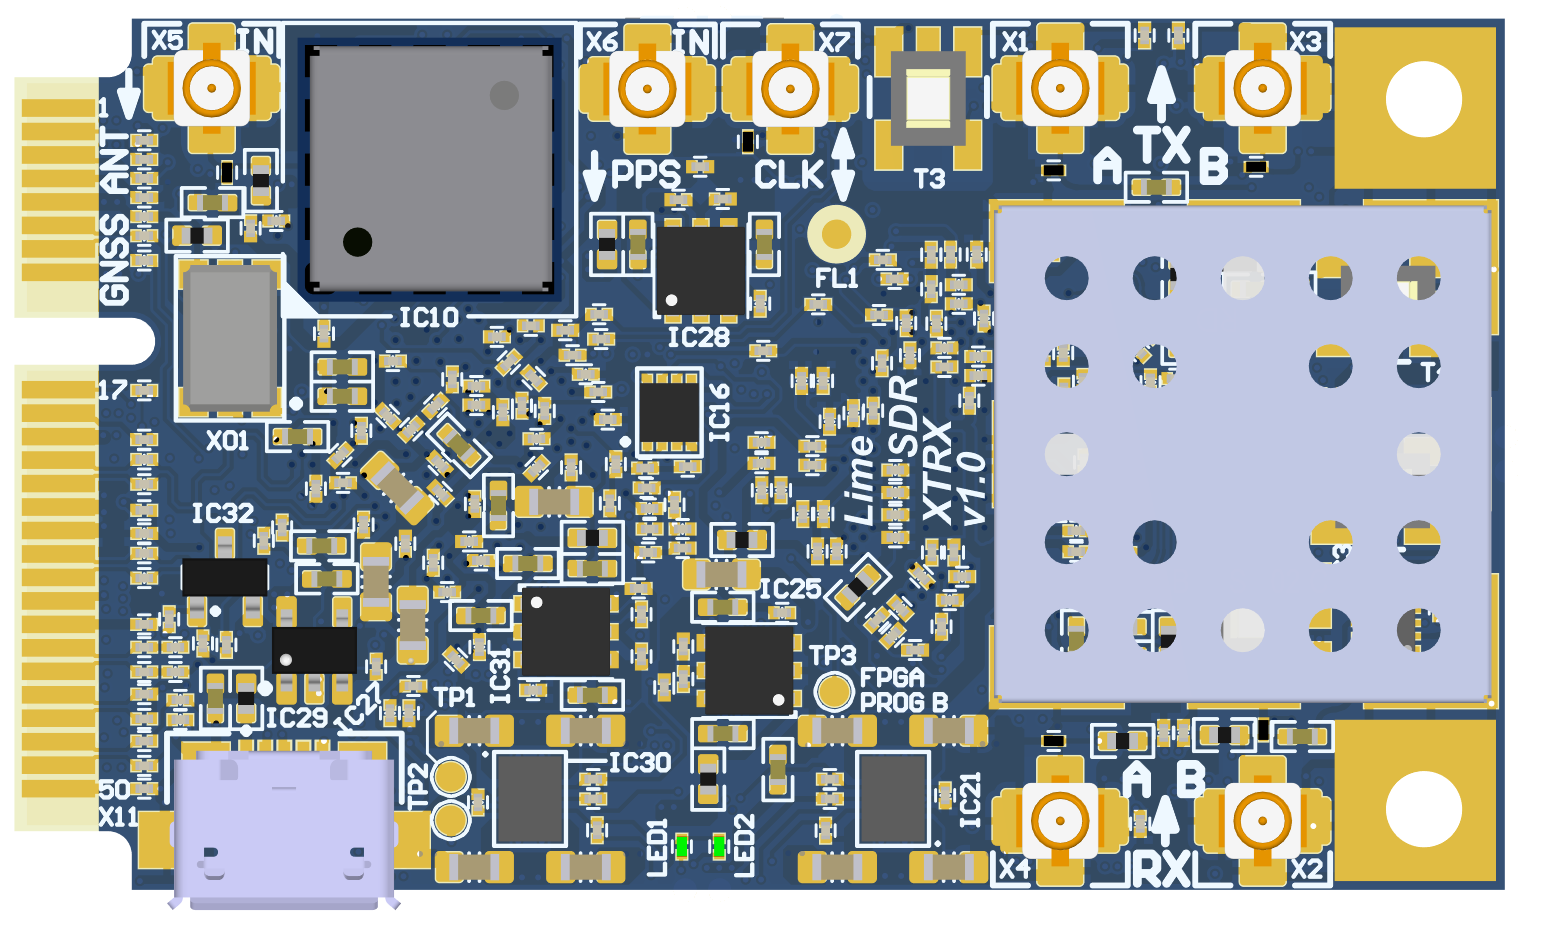 X5 IN
X6 IN
X7
X1
X3
1
GNSS ANT
PPS
CLK
T3
TX
A B
FL1
IC10
IC28
17
X01
IC16
Lime
SDR
XTRX
v1.0
IC32
IC25
IC31
TP3
FPGA
PROG B
IC29
IC27
TP1
TP2
IC30
IC21
50
X11
LED1
LED2
A B
X4
RX
X2